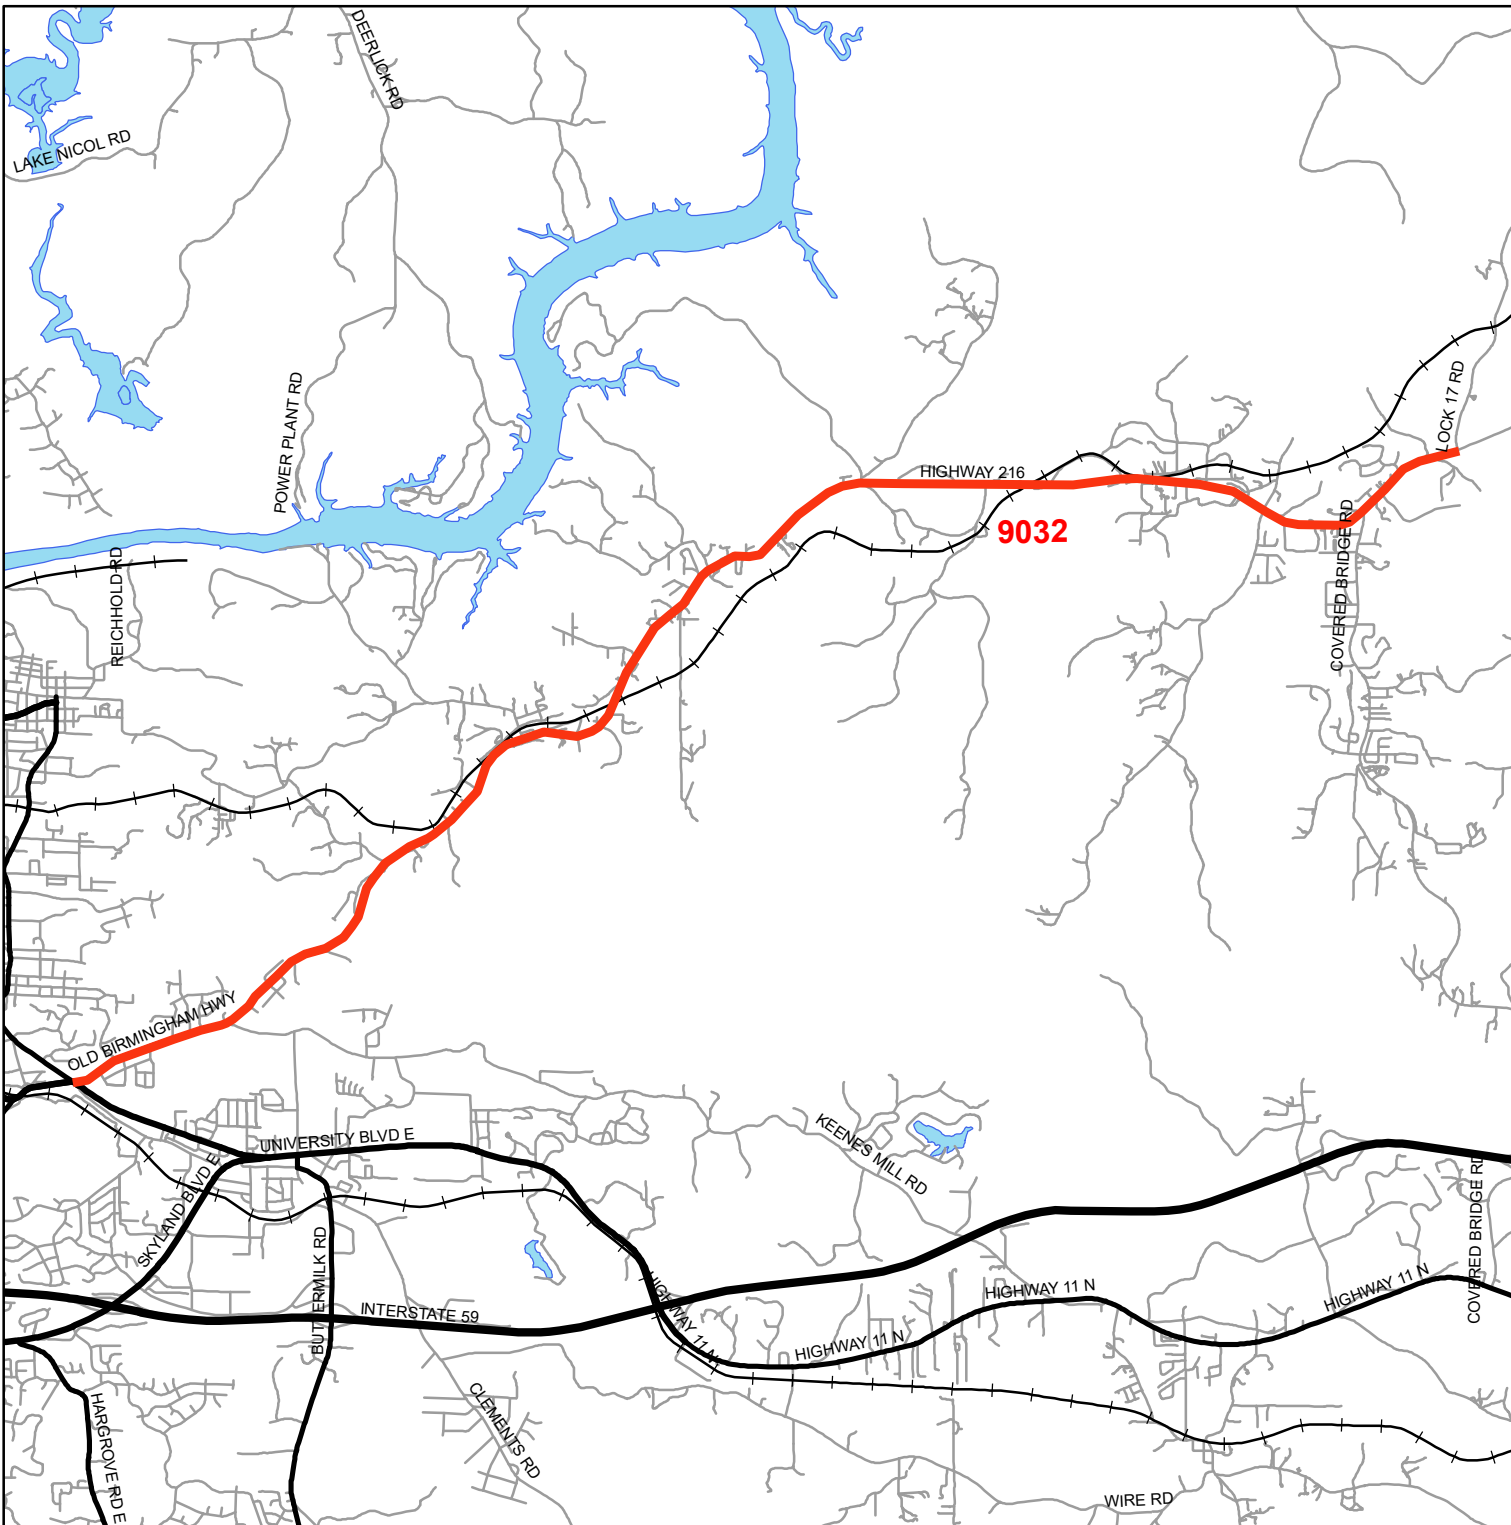 DEERLICK RD
LAKE NICOL RD
POWER PLANT RD
LOCK 17 RD
HIGHWAY 216
9032
COVERED BRIDGE RD
REICHHOLD RD
OLD BIRMINGHAM HWY
UNIVERSITY BLVD E
KEENES MILL RD
SKYLAND BLVD E
COVERED BRIDGE RD
BUTTERMILK RD
INTERSTATE 59
HIGHWAY 11 N
HIGHWAY 11 N
HIGHWAY 11 N
HIGHWAY 11 N
CLEMENTS RD
HARGROVE RD E
WIRE RD